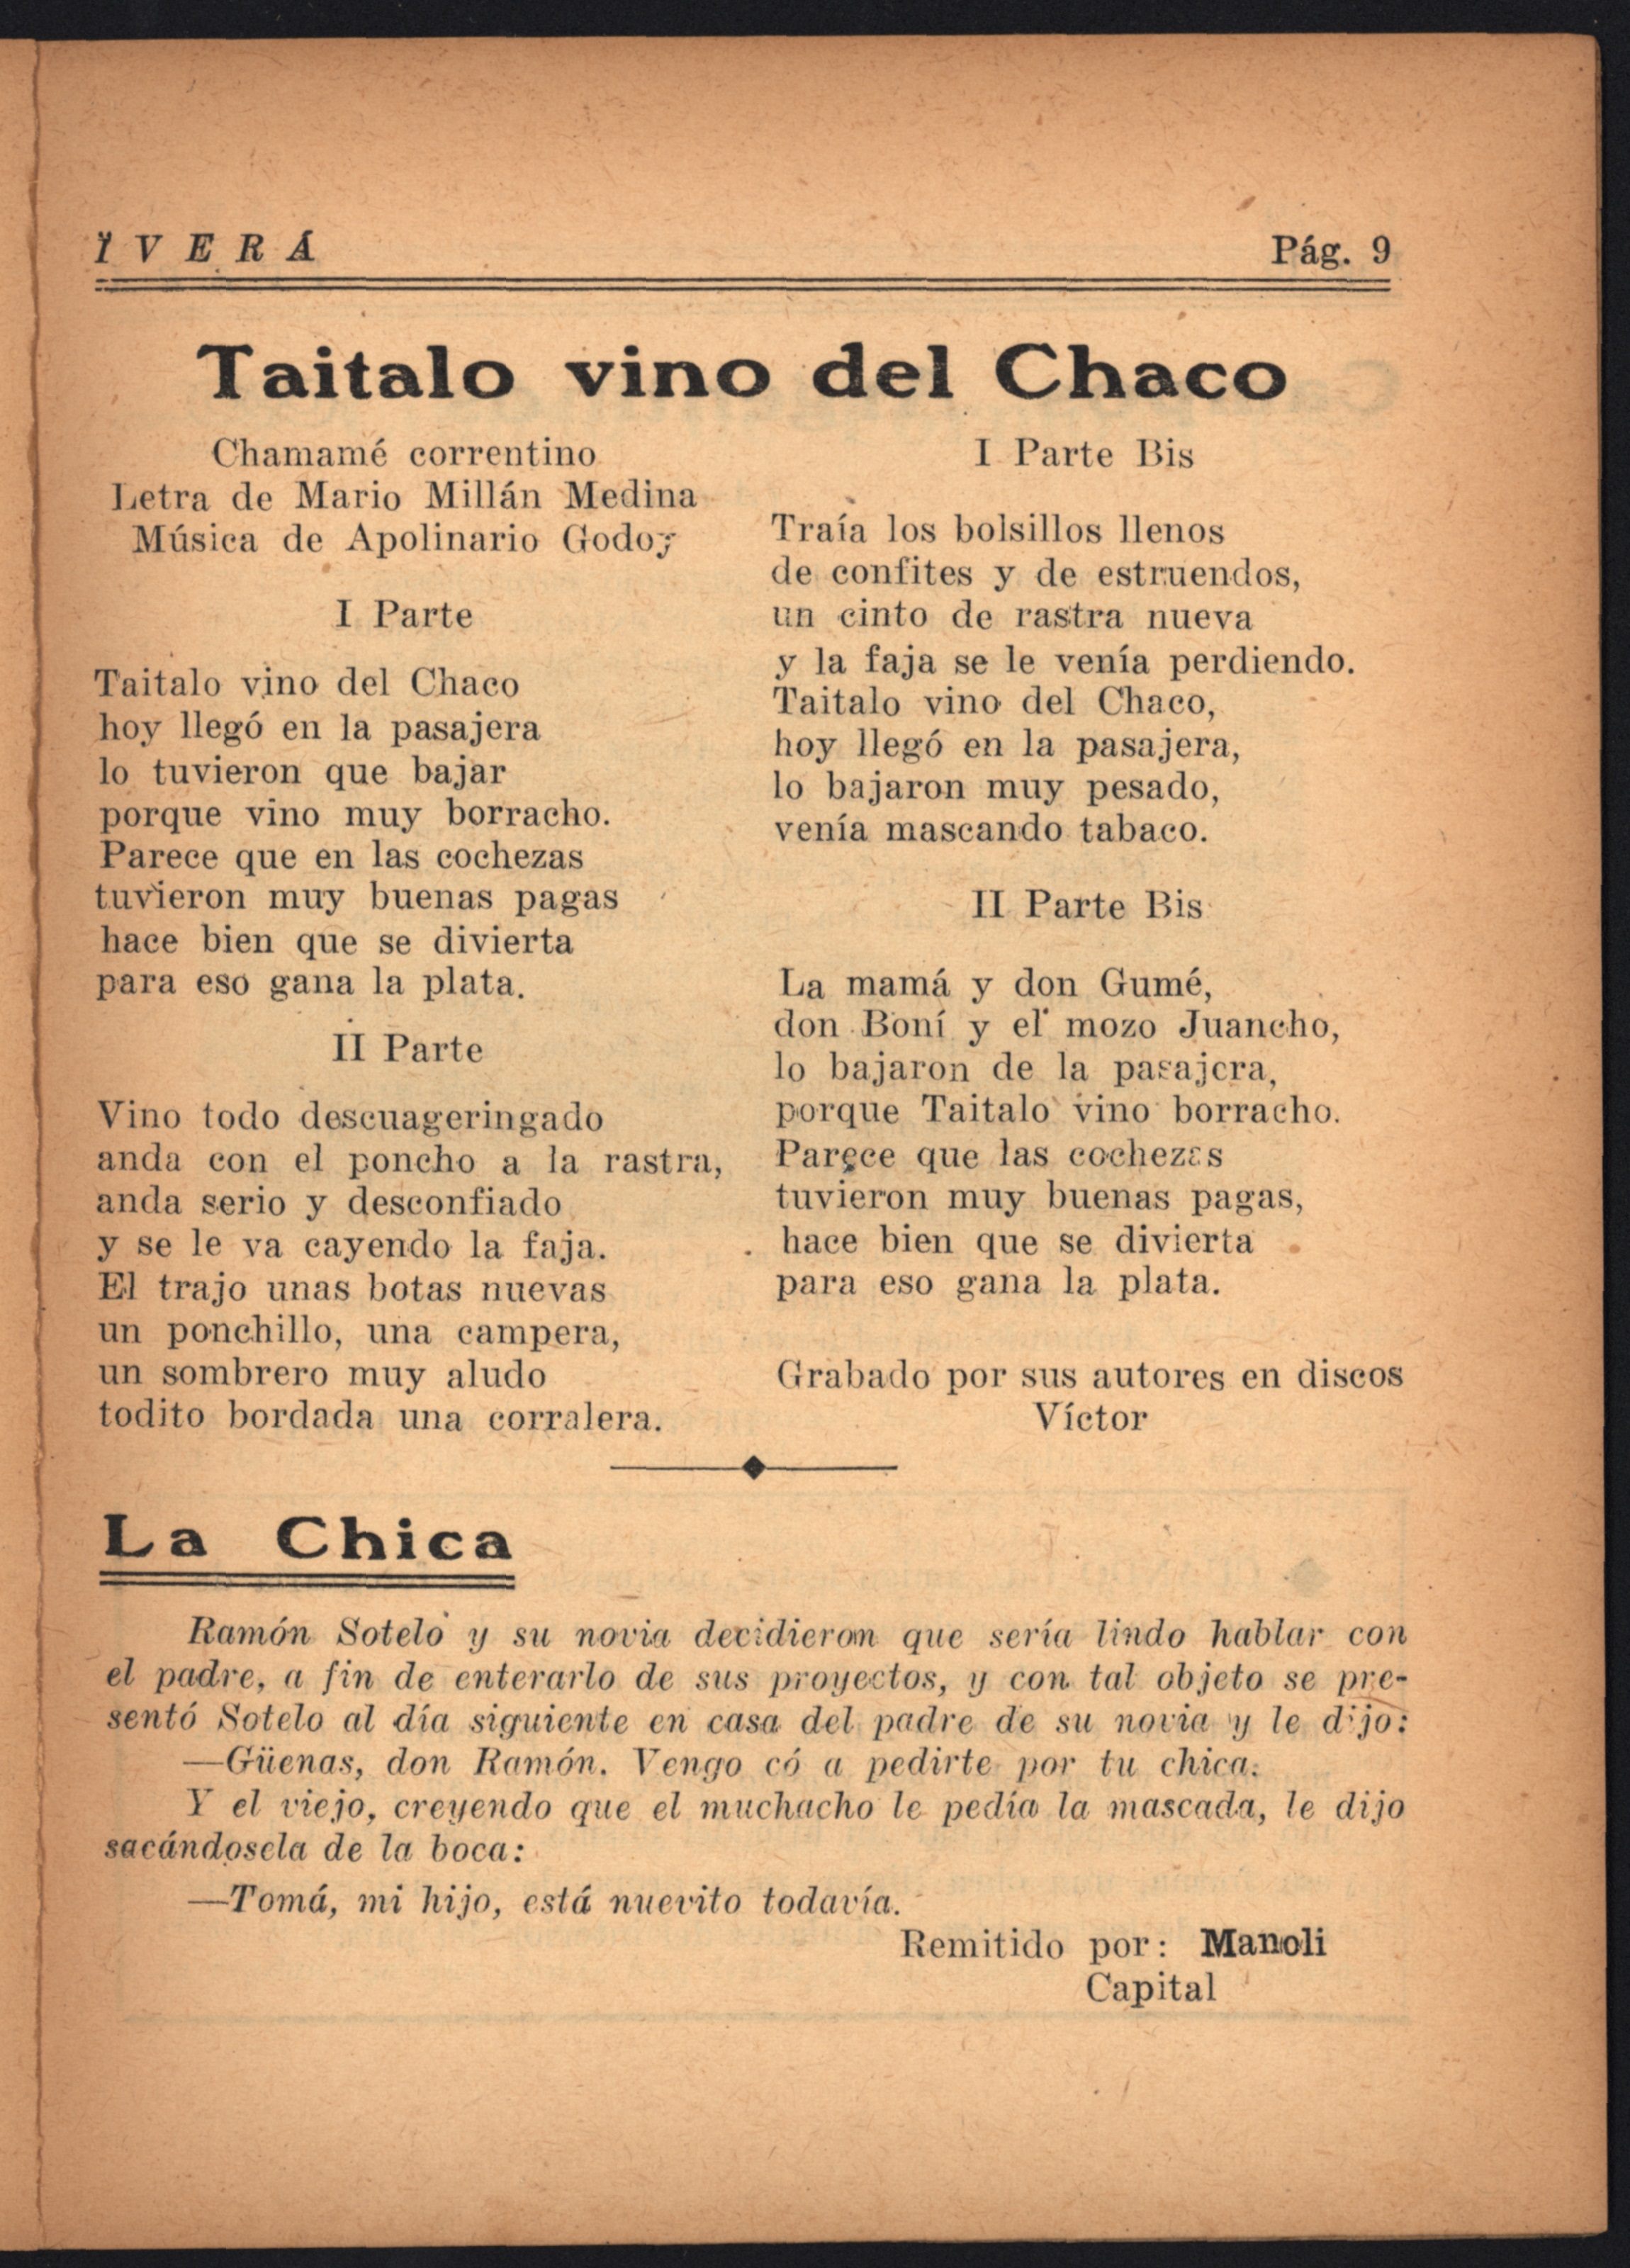 Ÿ V E R Á
Pág. 9
Taitalo vino del Chaco
Chamamé correntino
Letra de Mario Millán Medina
Música de Apolinario Godoy
I Parte
Taitalo vino del Chaco
hoy llegó en la pasajera
lo tuvieron que bajar
porque vino muy borracho.
Parece que en las cochezas
tuvieron muy buenas pagas
hace bien que se divierta
para eso gana la plata.
II Parte
Vino todo descuageringado
anda con el poncho a la rastra,
anda serio y desconfiado
y se le va cayendo la faja.
El trajo unas botas nuevas
un ponchillo, una campera,
un sombrero muy aludo
todito bordada una corralera.
I Parte Bis
Traía los bolsillos llenos
de confites y de estruendos,
un cinto de rastra nueva
y la faja se le venía perdiendo.
Taitalo vino del Chaco,
hoy llegó en la pasajera,
lo bajaron muy pesado,
venía mascando tabaco.
II Parte Bis
La mamá y don Gumé,
don Boní y el mozo Juancho,
lo bajaron de la pasajera,
porque Taitalo vino borracho.
Parece que las cochezas
tuvieron muy buenas pagas,
hace bien que se divierta
para eso gana la plata.
Grabado por sus autores en discos
Víctor
La Chica
Ramón Sotelo y su novia decidieron que sería lindo hablar con
el padre, a fin de enterarlo de sus proyectos, y con tal objeto se pre-
sentó Sotelo al día siguiente en casa del padre de su novia y le dijo:
—Güenas, don Ramón. Vengo có a pedirte por tu chica.
Y el viejo, creyendo que el muchacho le pedía la mascada, le dijo
sacándosela de la boca:
—Tomá, mi hijo, está nuevito todavía.
Remitido por: Manoli
Capital